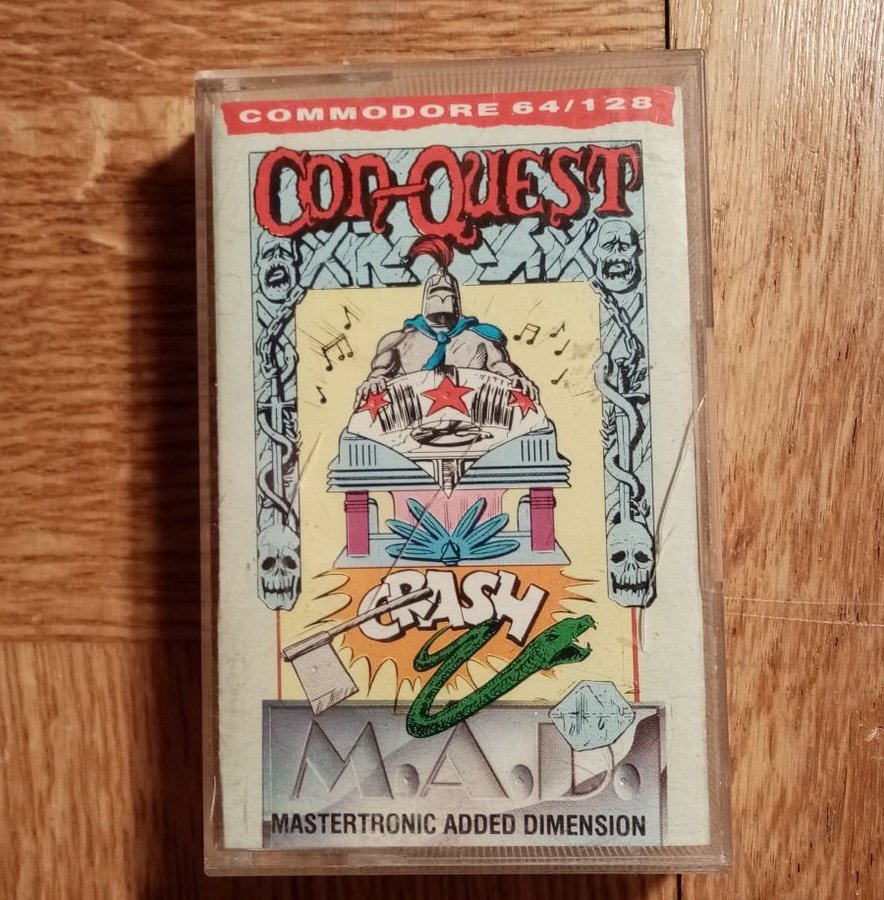 COMMODORE 64/128
CON-QUEST
CRASH
M.A.D.
MASTERTRONIC ADDED DIMENSION